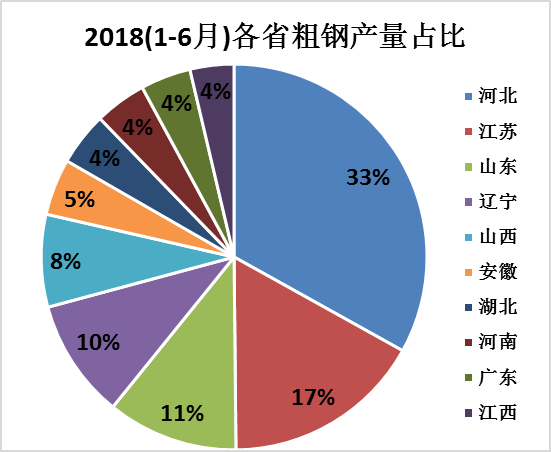 2018(1-6月)各省粗钢产量占比
33%
17%
11%
10%
8%
5%
4%
4%
4%
4%
河北
江苏
山东
辽宁
山西
安徽
湖北
河南
广东
江西